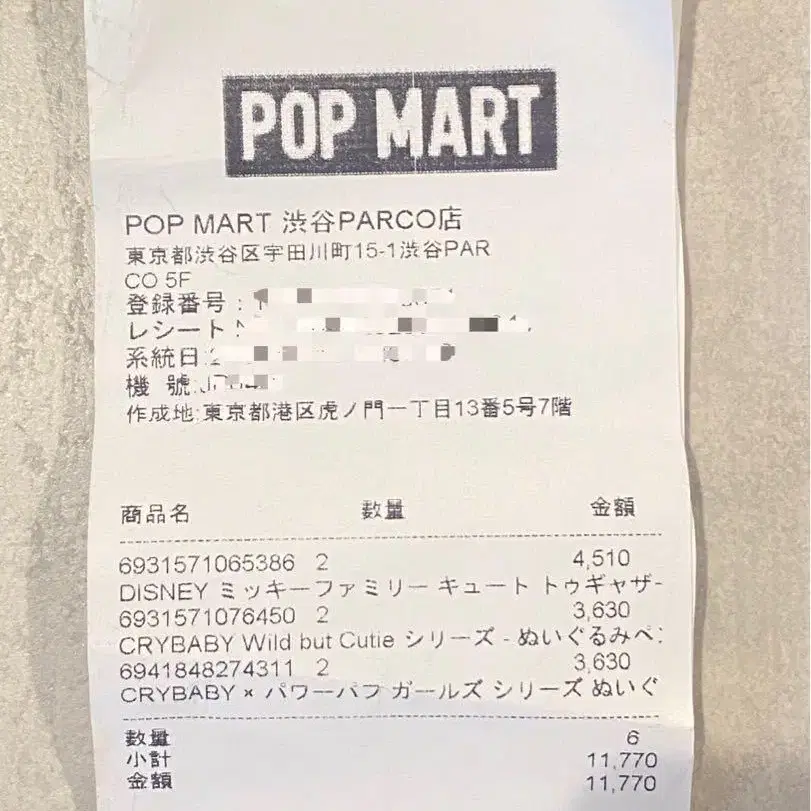 POP MART
POP MART 渋谷PARCO店
東京都渋谷区宇田川町15-1渋谷PAR
CO 5F
登録番号:
レシート
系統日:
機 號:
作成地:東京都港区虎ノ門一丁目13番5号7階
商品名 数量 金額
6931571065386 2 4,510
DISNEY ミッキーファミリー キュート トゥギャザー
6931571076450 2 3,630
CRYBABY Wild but Cutie シリーズ - ぬいぐるみペ
6941848274311 2 3,630
CRYBABY × パワーパフ ガールズ シリーズ ぬいぐ
数量 6
小計 11,770
金額 11,770